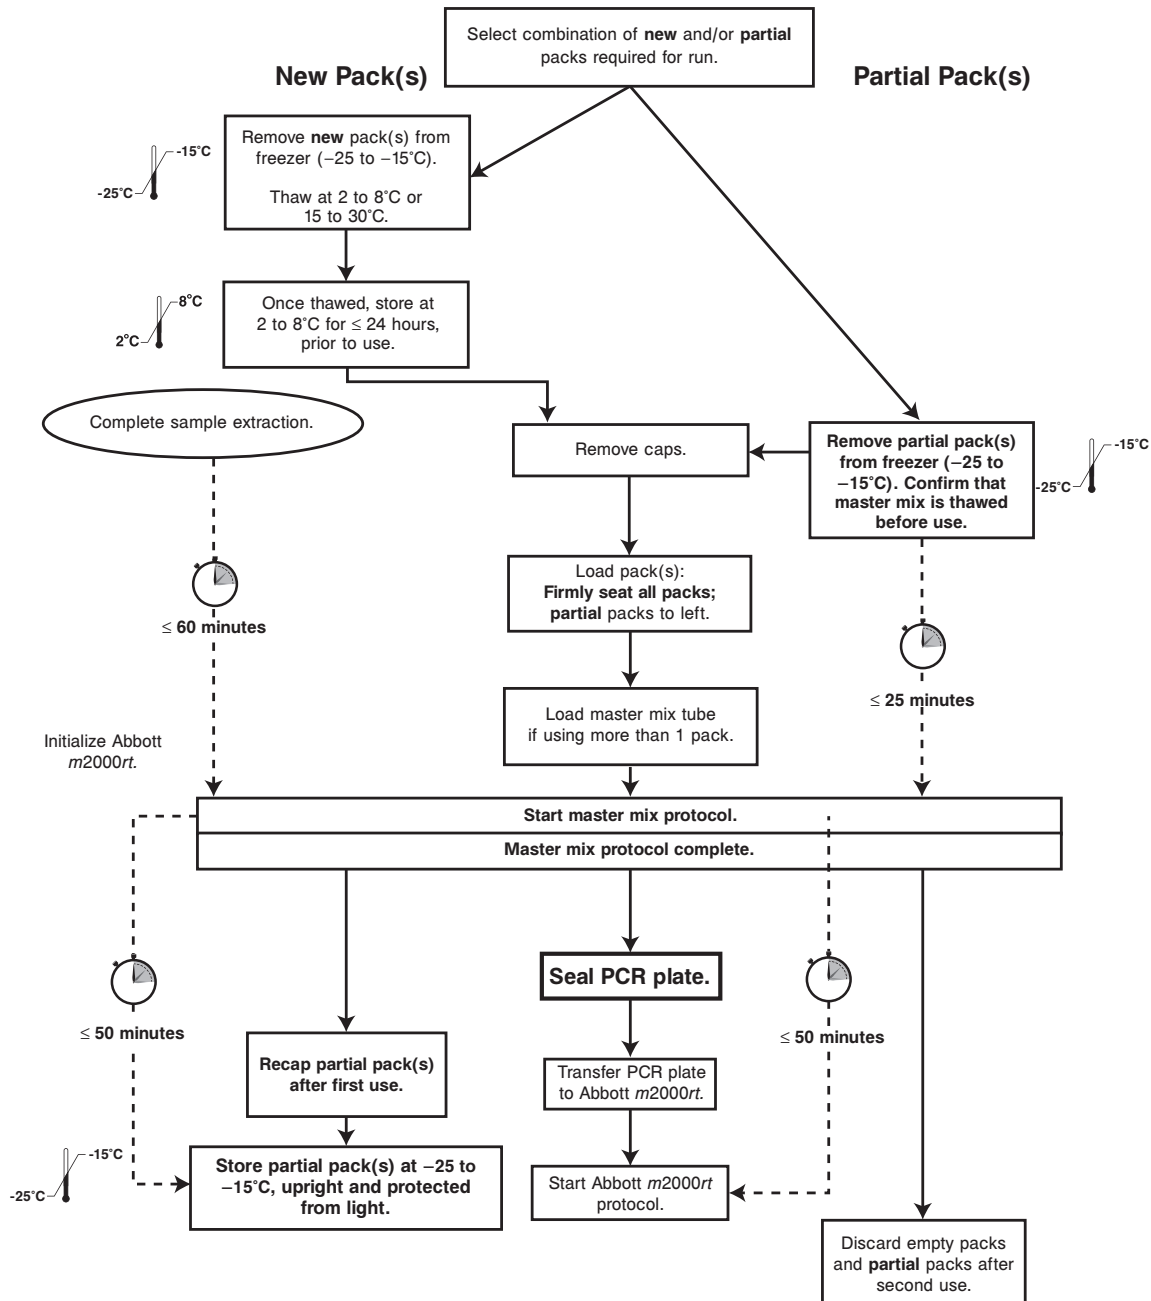 Select combination of new and/or partial
packs required for run.
New Pack(s)
Partial Pack(s)
Remove new pack(s) from
freezer (−25 to −15°C).
Thaw at 2 to 8°C or
15 to 30°C.
-15°C
-25°C
Once thawed, store at
2 to 8°C for ≤ 24 hours,
prior to use.
8°C
2°C
Complete sample extraction.
Remove caps.
Remove partial pack(s)
from freezer (−25 to
−15°C). Confirm that
master mix is thawed
before use.
-15°C
-25°C
Load pack(s):
Firmly seat all packs;
partial packs to left.
≤ 60 minutes
≤ 25 minutes
Load master mix tube
if using more than 1 pack.
Initialize Abbott
m2000rt.
Start master mix protocol.
Master mix protocol complete.
Seal PCR plate.
≤ 50 minutes
≤ 50 minutes
Recap partial pack(s)
after first use.
Transfer PCR plate
to Abbott m2000rt.
-15°C
-25°C
Store partial pack(s) at −25 to
−15°C, upright and protected
from light.
Start Abbott m2000rt
protocol.
Discard empty packs
and partial packs after
second use.